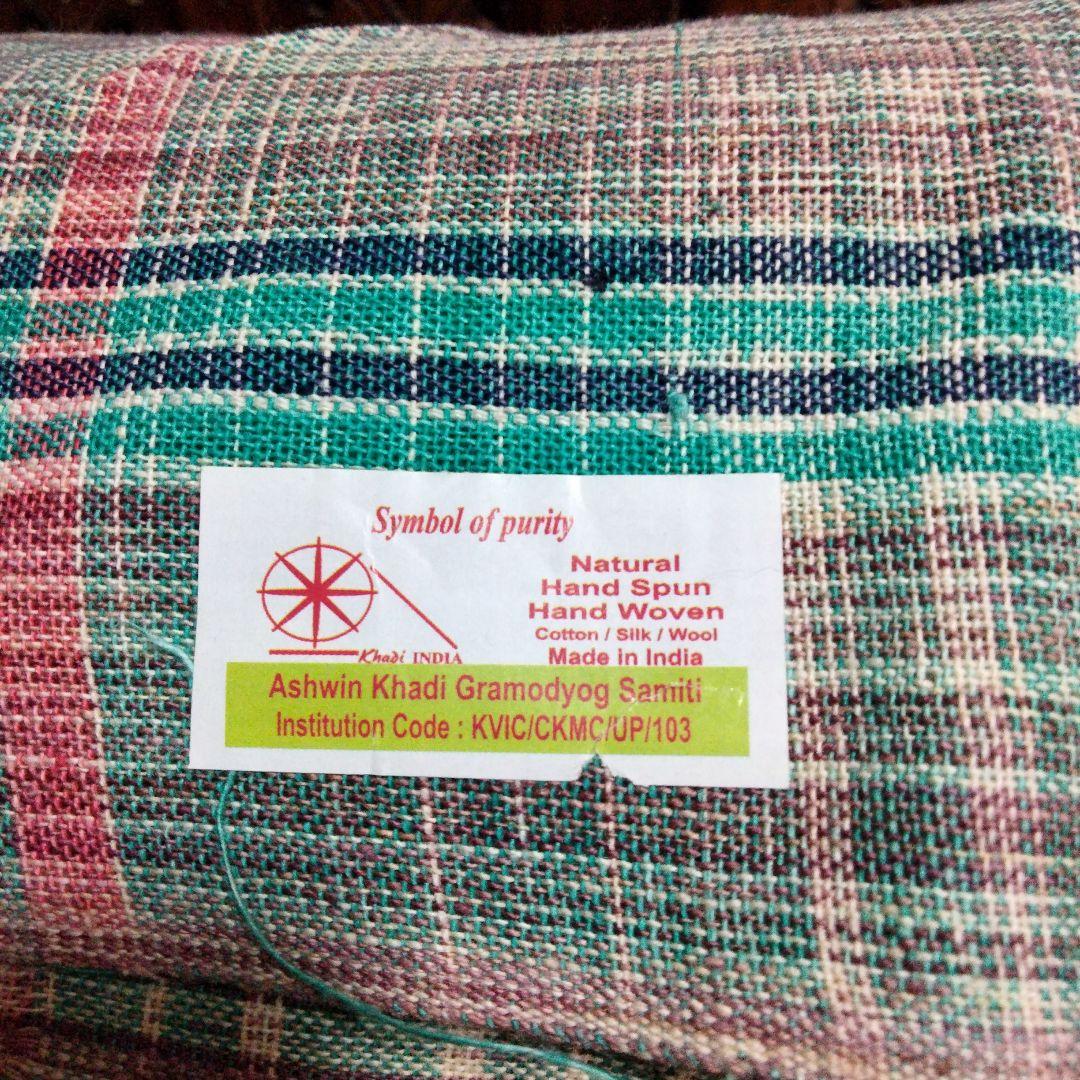 Symbol of purity
Natural
Hand Spun
Hand Woven
Cotton / Silk / Wool
Made in India
Khadi INDIA
Ashwin Khadi Gramodyog Samiti
Institution Code : KVIC/CKMC/UP/103